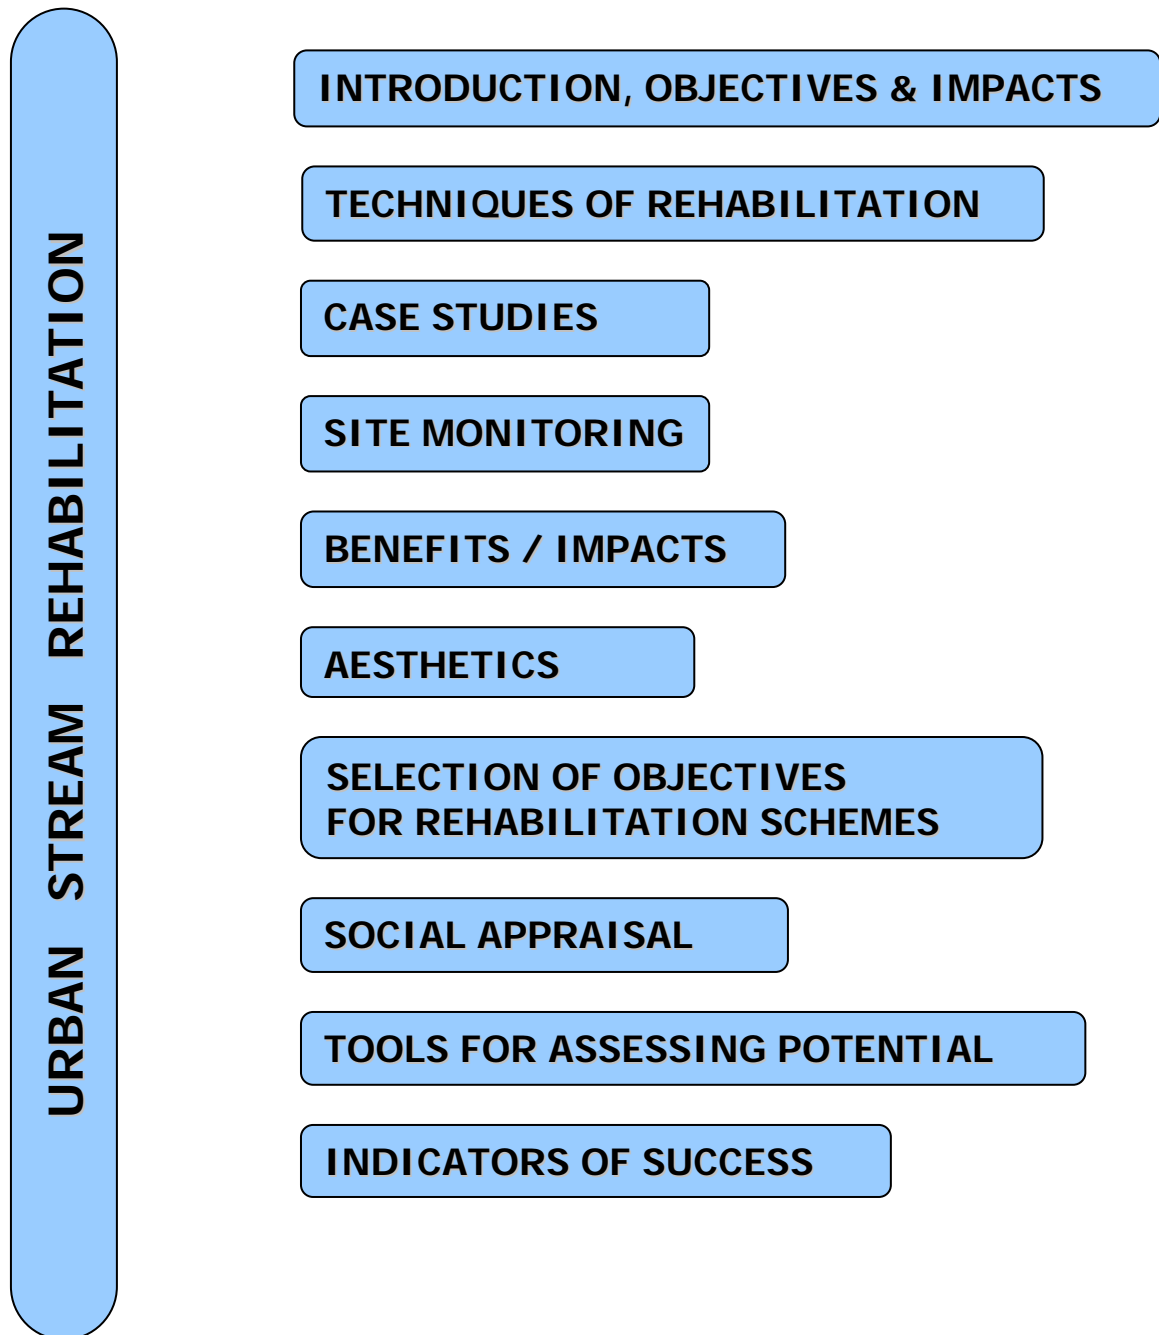 URBAN STREAM REHABILITATION
INTRODUCTION, OBJECTIVES & IMPACTS
TECHNIQUES OF REHABILITATION
CASE STUDIES
SITE MONITORING
BENEFITS / IMPACTS
AESTHETICS
SELECTION OF OBJECTIVES
FOR REHABILITATION SCHEMES
SOCIAL APPRAISAL
TOOLS FOR ASSESSING POTENTIAL
INDICATORS OF SUCCESS